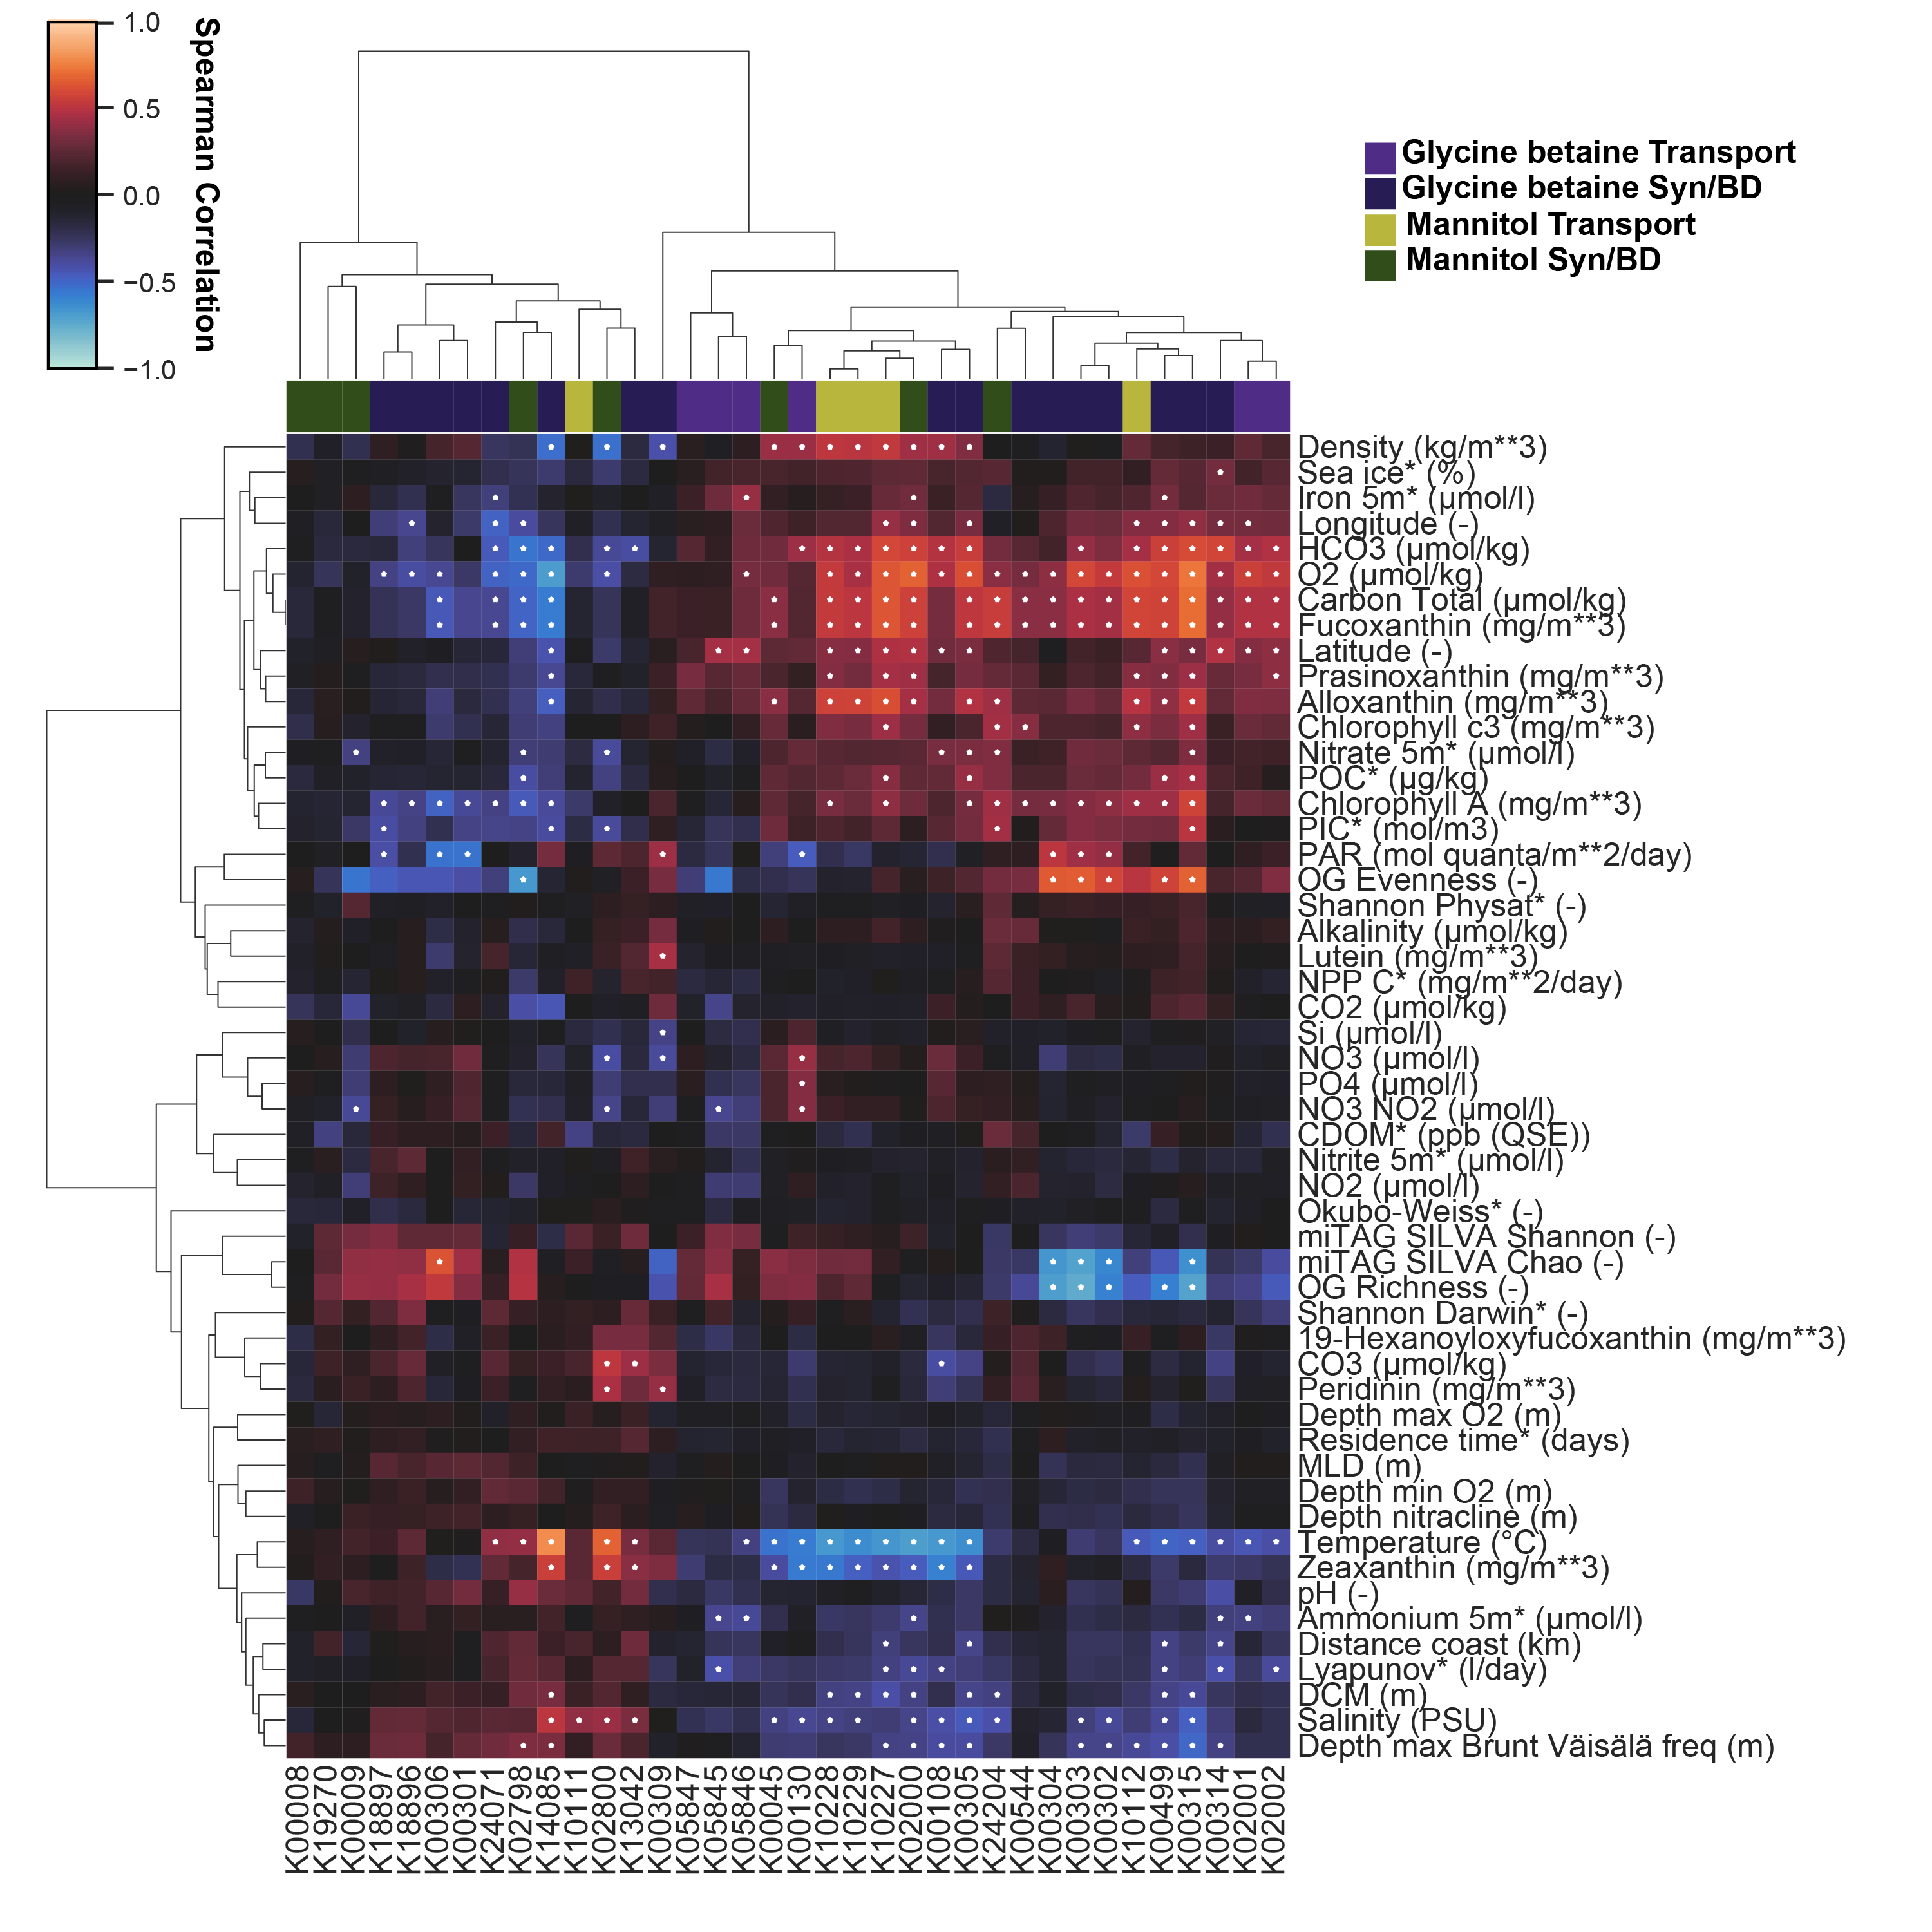 1.0
0.5
0.0
−0.5
−1.0
Spearman Correlation
Glycine betaine Transport
Glycine betaine Syn/BD
Mannitol Transport
Mannitol Syn/BD
Density (kg/m**3)
Sea ice* (%)
Iron 5m* (µmol/l)
Longitude (-)
HCO3 (µmol/kg)
O2 (µmol/kg)
Carbon Total (µmol/kg)
Fucoxanthin (mg/m**3)
Latitude (-)
Prasinoxanthin (mg/m**3)
Alloxanthin (mg/m**3)
Chlorophyll c3 (mg/m**3)
Nitrate 5m* (µmol/l)
POC* (µg/kg)
Chlorophyll A (mg/m**3)
PIC* (mol/m3)
PAR (mol quanta/m**2/day)
OG Evenness (-)
Shannon Physat* (-)
Alkalinity (µmol/kg)
Lutein (mg/m**3)
NPP C* (mg/m**2/day)
CO2 (µmol/kg)
Si (µmol/l)
NO3 (µmol/l)
PO4 (µmol/l)
NO3 NO2 (µmol/l)
CDOM* (ppb (QSE))
Nitrite 5m* (µmol/l)
NO2 (µmol/l)
Okubo-Weiss* (-)
miTAG SILVA Shannon (-)
miTAG SILVA Chao (-)
OG Richness (-)
Shannon Darwin* (-)
19-Hexanoyloxyfucoxanthin (mg/m**3)
CO3 (µmol/kg)
Peridinin (mg/m**3)
Depth max O2 (m)
Residence time* (days)
MLD (m)
Depth min O2 (m)
Depth nitracline (m)
Temperature (°C)
Zeaxanthin (mg/m**3)
pH (-)
Ammonium 5m* (µmol/l)
Distance coast (km)
Lyapunov* (l/day)
DCM (m)
Salinity (PSU)
Depth max Brunt Väisälä freq (m)
K00008
K19270
K00009
K18897
K18896
K00306
K00301
K24071
K02798
K14085
K10111
K02800
K13042
K00309
K05847
K05845
K05846
K00045
K00130
K10228
K10229
K10227
K02000
K00108
K00305
K24204
K00544
K00304
K00303
K00302
K10112
K00499
K00315
K00314
K02001
K02002